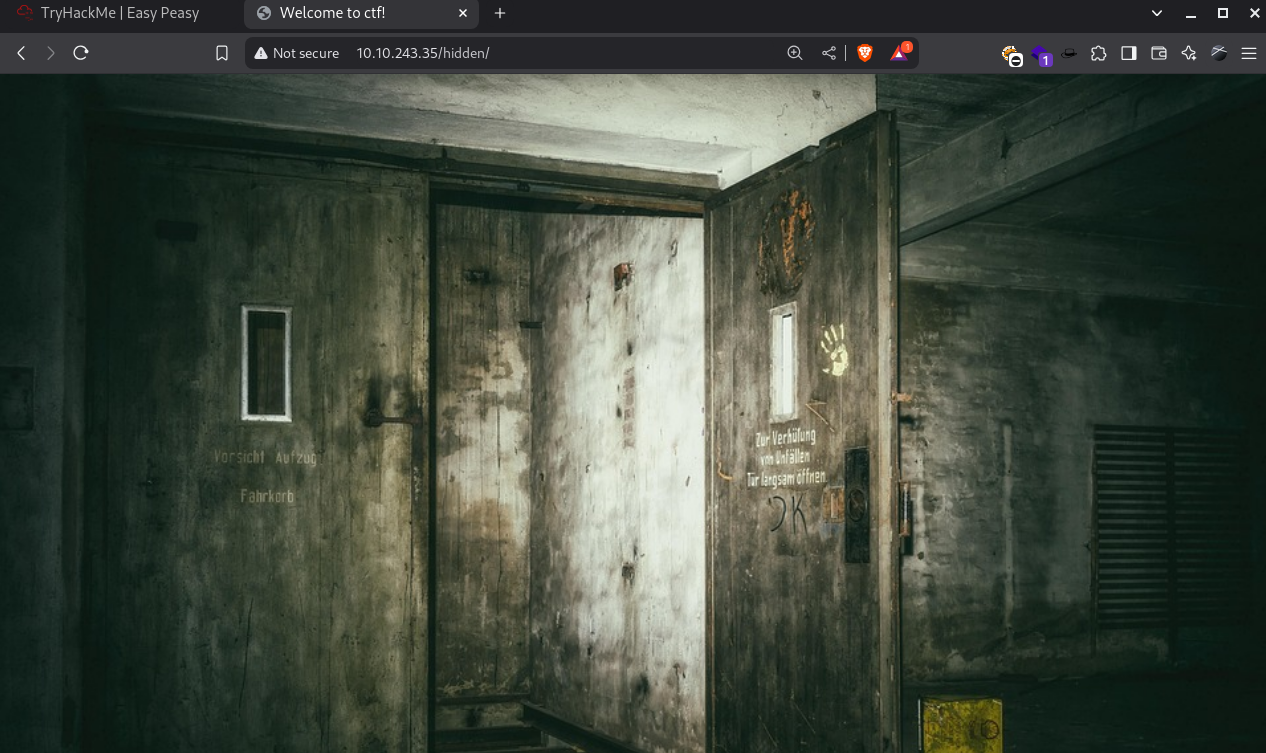 TryHackMe | Easy Peasy
Welcome to ctf!
Not secure
10.10.243.35/hidden/
1
1
Vorsicht Aufzug
Fahrkorb
Zur Verhütung
von Unfällen
Tür langsam öffnen
JK